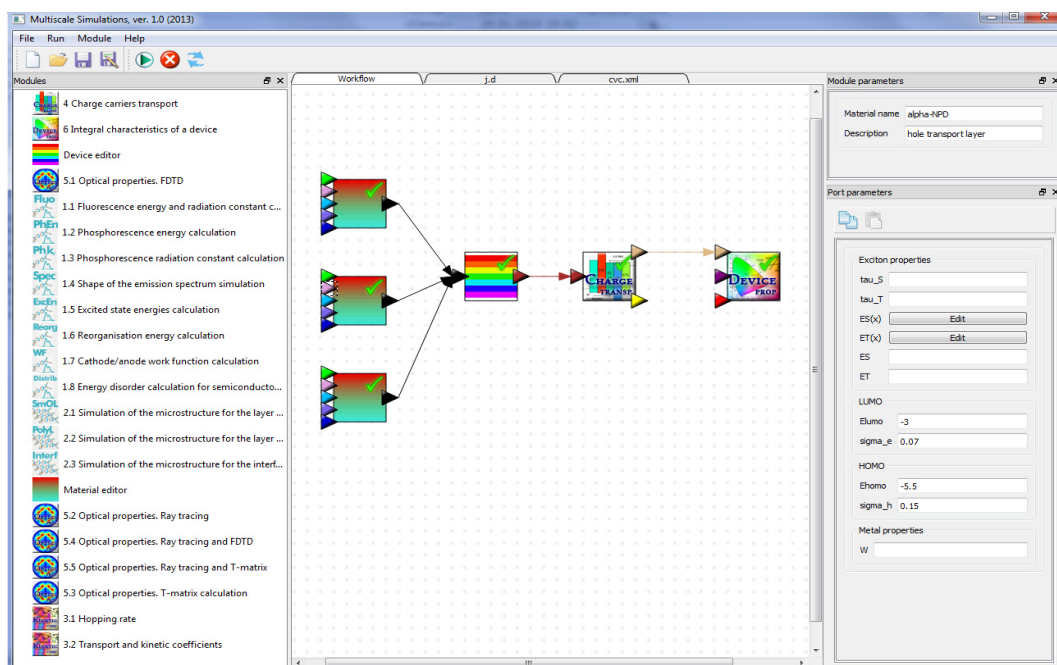 Multiscale Simulations, ver. 1.0 (2013)
File Run Module Help
Modules
4 Charge carriers transport
6 Integral characteristics of a device
Device editor
5.1 Optical properties. FDTD
Fluo
1.1 Fluorescence energy and radiation constant c...
PhEn
1.2 Phosphorescence energy calculation
Phk
1.3 Phosphorescence radiation constant calculation
Spec
1.4 Shape of the emission spectrum simulation
ExcEn
1.5 Excited state energies calculation
Reorg
1.6 Reorganisation energy calculation
WF
1.7 Cathode/anode work function calculation
Distrib
1.8 Energy disorder calculation for semiconducto...
SmOL
2.1 Simulation of the microstructure for the layer ...
PolyL
2.2 Simulation of the microstructure for the layer ...
Interf
2.3 Simulation of the microstructure for the interf...
Material editor
5.2 Optical properties. Ray tracing
5.4 Optical properties. Ray tracing and FDTD
5.5 Optical properties. Ray tracing and T-matrix
5.3 Optical properties. T-matrix calculation
3.1 Hopping rate
3.2 Transport and kinetic coefficients
Workflow
j.d
cvc.xml
CHARGE
TRANSP.
DEVICE
PROP
Module parameters
Material name alpha-NPD
Description hole transport layer
Port parameters
Exciton properties
tau_S
tau_T
ES(x) Edit
ET(x) Edit
ES
ET
LUMO
Elumo -3
sigma_e 0.07
HOMO
Ehomo -5.5
sigma_h 0.15
Metal properties
W